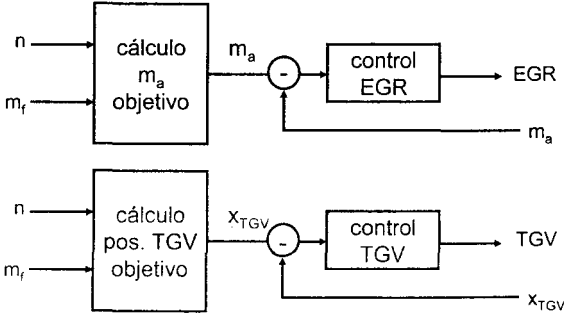 n
m_f
cálculo
m_a
objetivo
m_a
-
control
EGR
EGR
m_a
n
m_f
cálculo
pos. TGV
objetivo
x_TGV
-
control
TGV
TGV
x_TGV